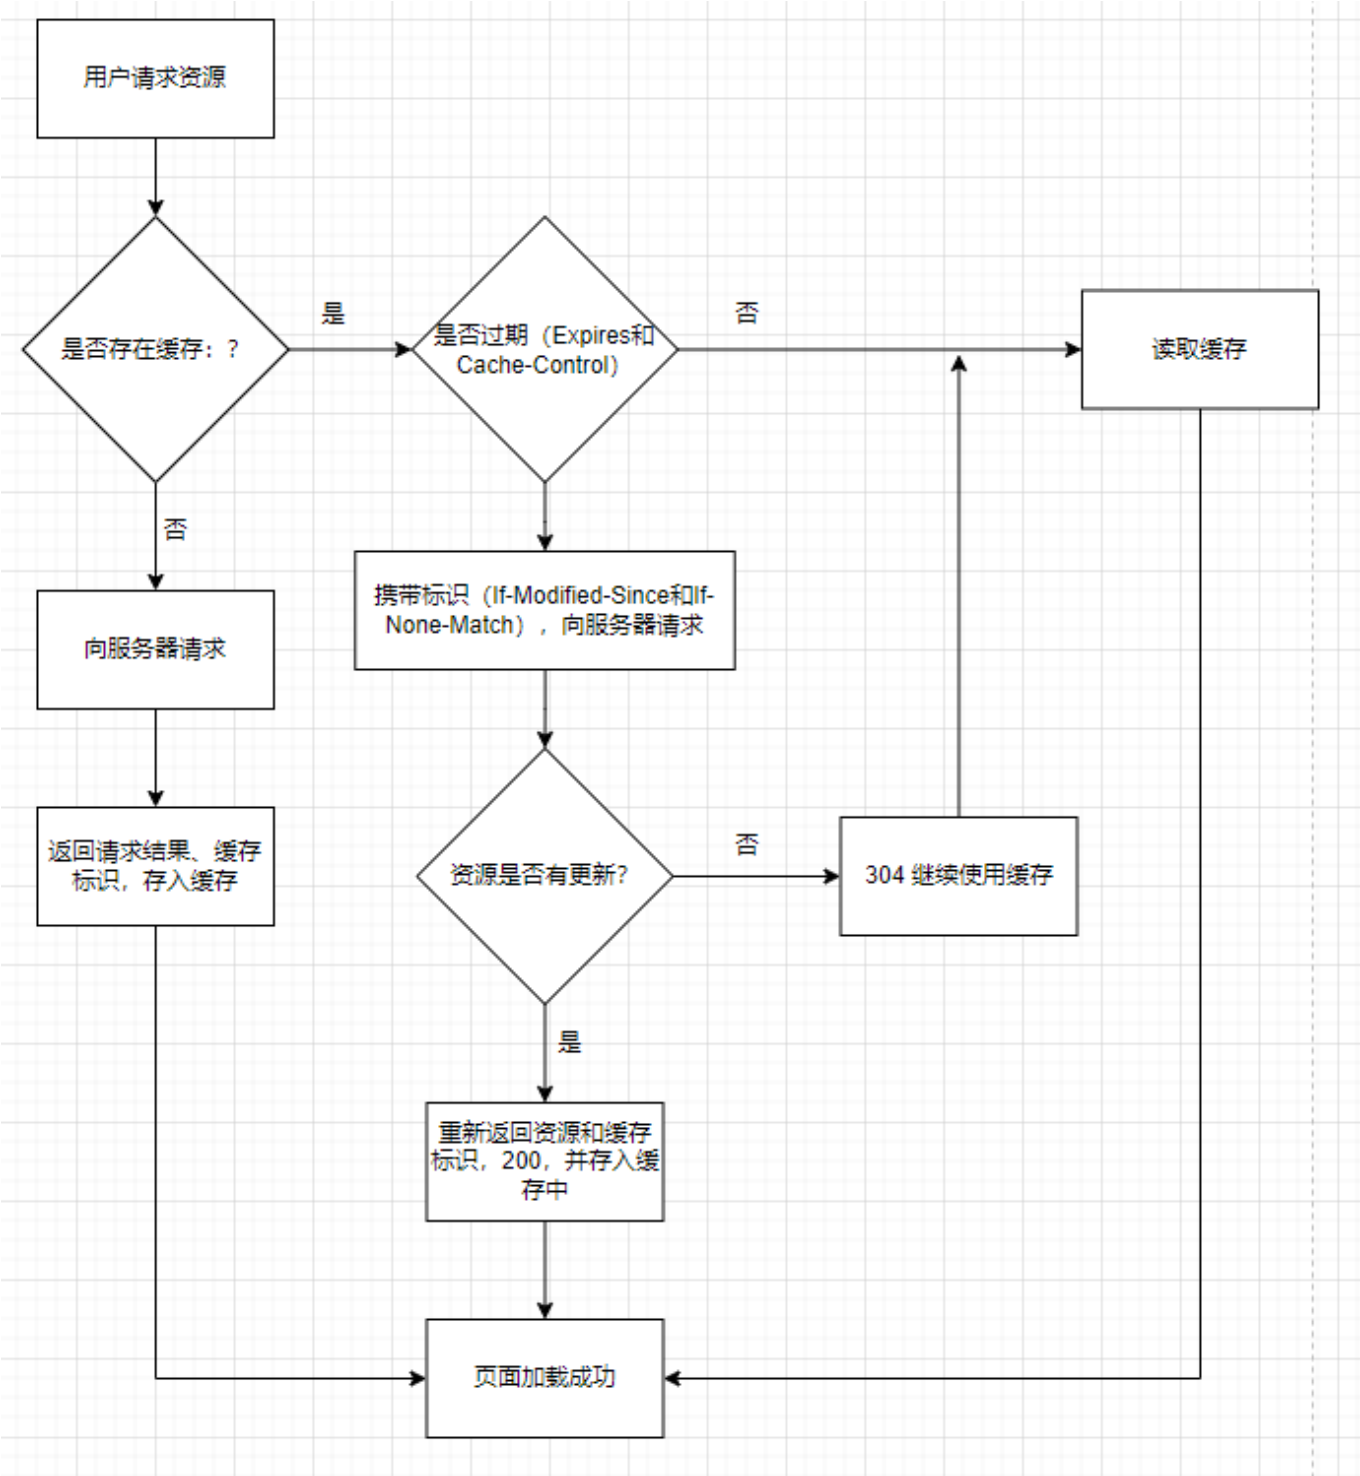 用户请求资源
是否存在缓存：？
是
是否过期（Expires和
Cache-Control）
否
读取缓存
否
向服务器请求
携带标识（If-Modified-Since和If-
None-Match），向服务器请求
返回请求结果、缓存
标识，存入缓存
资源是否有更新？
否
304 继续使用缓存
是
重新返回资源和缓存
标识，200，并存入缓
存中
页面加载成功